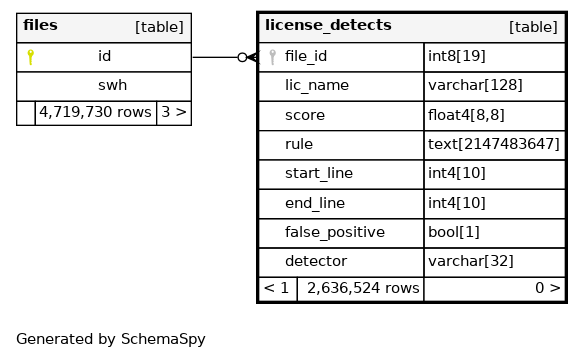 files [table]
id
swh
4,719,730 rows 3 >
license_detects [table]
file_id int8[19]
lic_name varchar[128]
score float4[8,8]
rule text[2147483647]
start_line int4[10]
end_line int4[10]
false_positive bool[1]
detector varchar[32]
< 1 2,636,524 rows 0 >
Generated by SchemaSpy